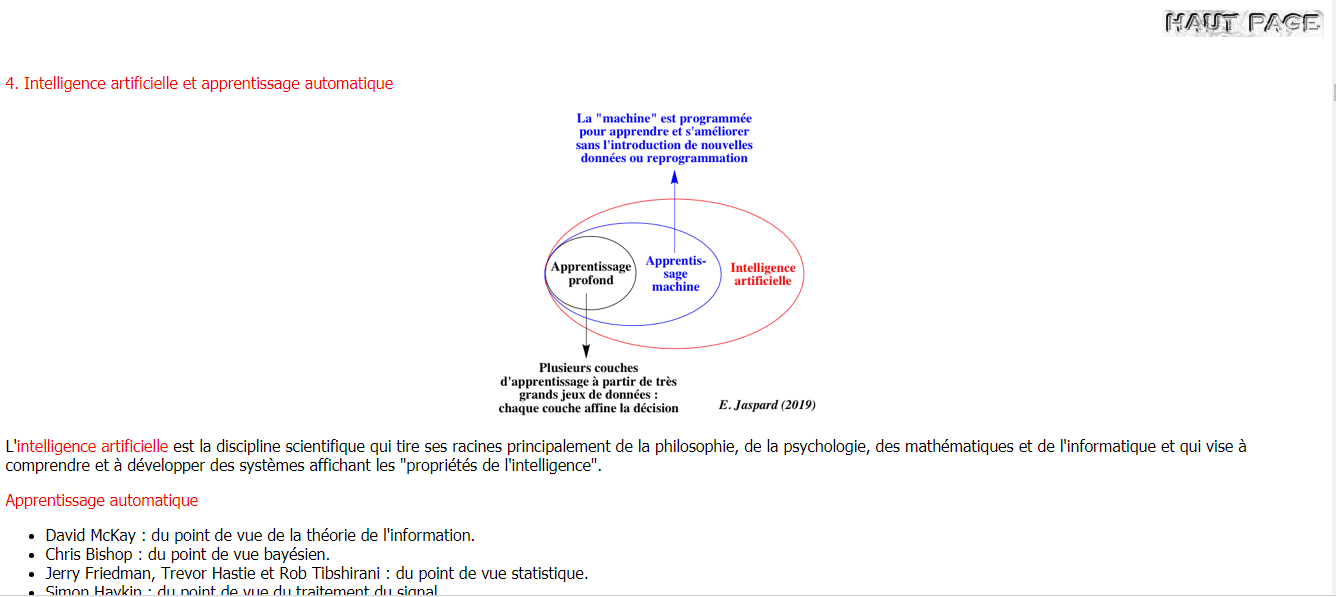 HAUT PAGE
4. Intelligence artificielle et apprentissage automatique
La "machine" est programmée
pour apprendre et s'améliorer
sans l'introduction de nouvelles
données ou reprogrammation
Apprentissage
profond
Apprentis-
sage
machine
Intelligence
artificielle
Plusieurs couches
d'apprentissage à partir de très
grands jeux de données :
chaque couche affine la décision
E. Jaspard (2019)
L'intelligence artificielle est la discipline scientifique qui tire ses racines principalement de la philosophie, de la psychologie, des mathématiques et de l'informatique et qui vise à
comprendre et à développer des systèmes affichant les "propriétés de l'intelligence".
Apprentissage automatique
David McKay : du point de vue de la théorie de l'information.
Chris Bishop : du point de vue bayésien.
Jerry Friedman, Trevor Hastie et Rob Tibshirani : du point de vue statistique.
Simon Haykin : du point de vue du traitement du signal